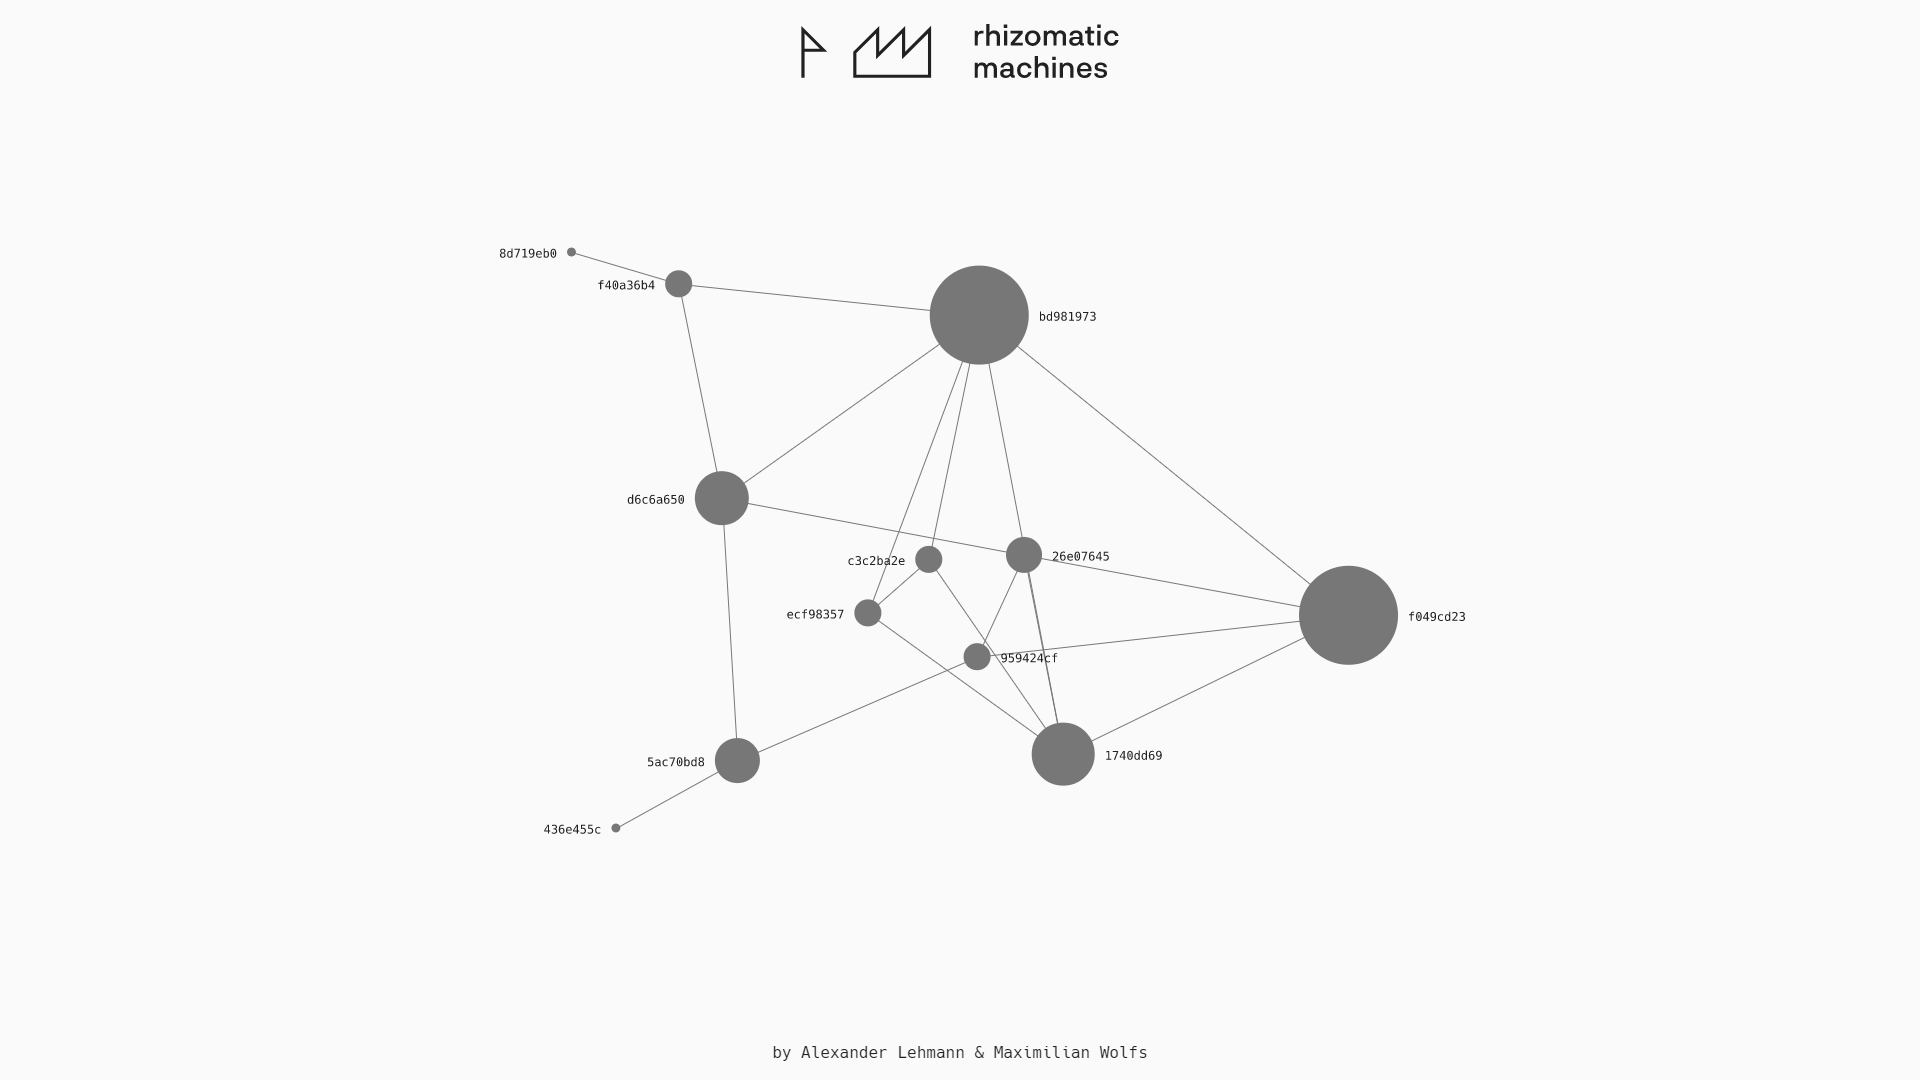 rhizomatic
machines
8d719eb0
f40a36b4
bd981973
d6c6a650
c3c2ba2e
26e07645
ecf98357
f049cd23
959424cf
5ac70bd8
1740dd69
436e455c
by Alexander Lehmann & Maximilian Wolfs